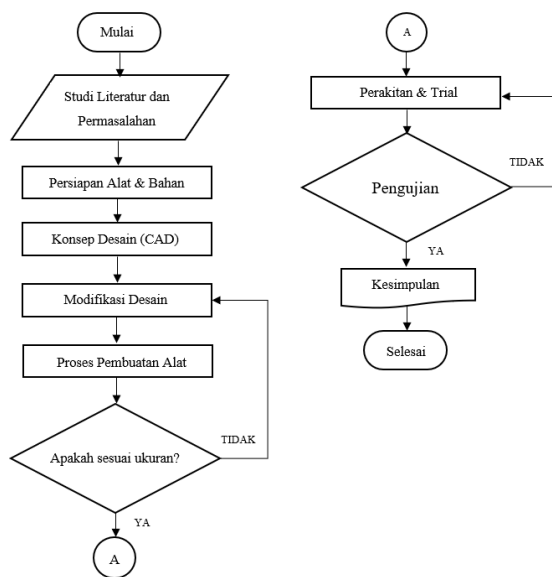 Mulai
Studi Literatur dan
Permasalahan
Persiapan Alat & Bahan
Konsep Desain (CAD)
Modifikasi Desain
Proses Pembuatan Alat
Apakah sesuai ukuran?
TIDAK
YA
A
A
Perakitan & Trial
Pengujian
TIDAK
YA
Kesimpulan
Selesai